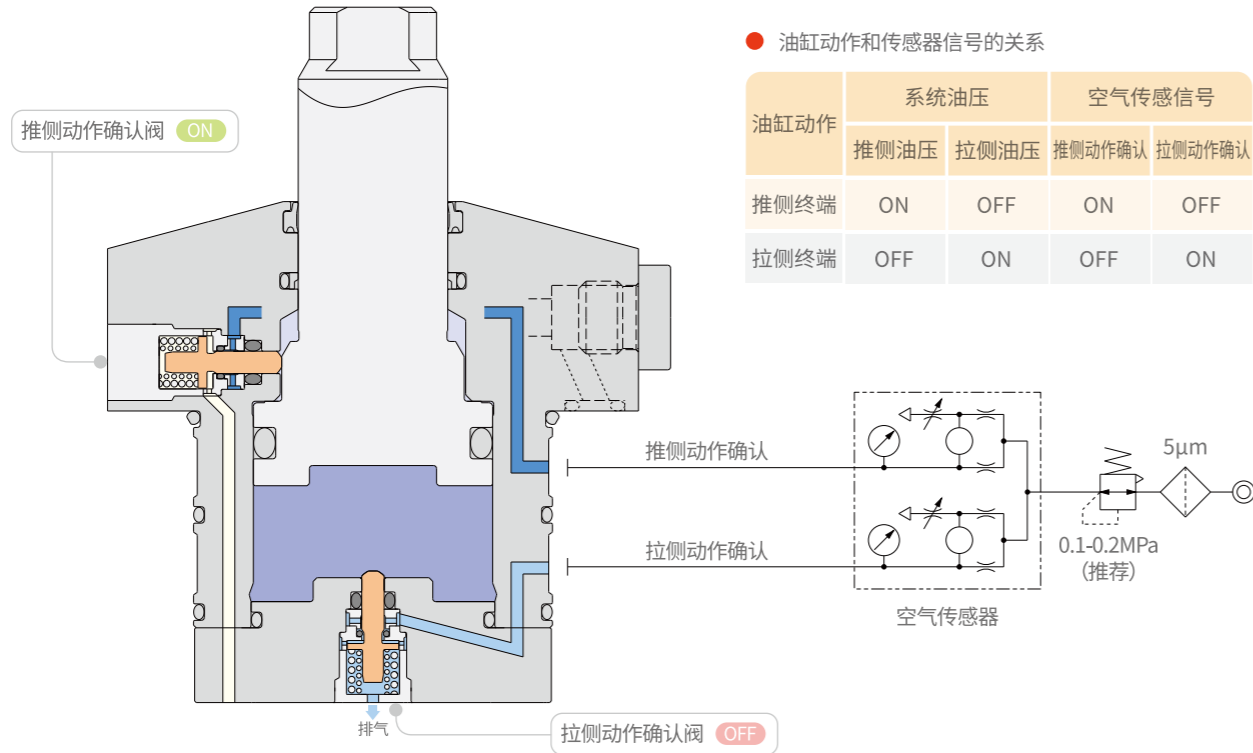 油缸动作和传感器信号的关系
油缸动作 系统油压 空气传感信号
推侧油压 拉侧油压 推侧动作确认 拉侧动作确认
推侧终端 ON OFF ON OFF
拉侧终端 OFF ON OFF ON
推侧动作确认阀 ON
推侧动作确认
拉侧动作确认
5μm
0.1-0.2MPa
（推荐）
空气传感器
排气
拉侧动作确认阀 OFF